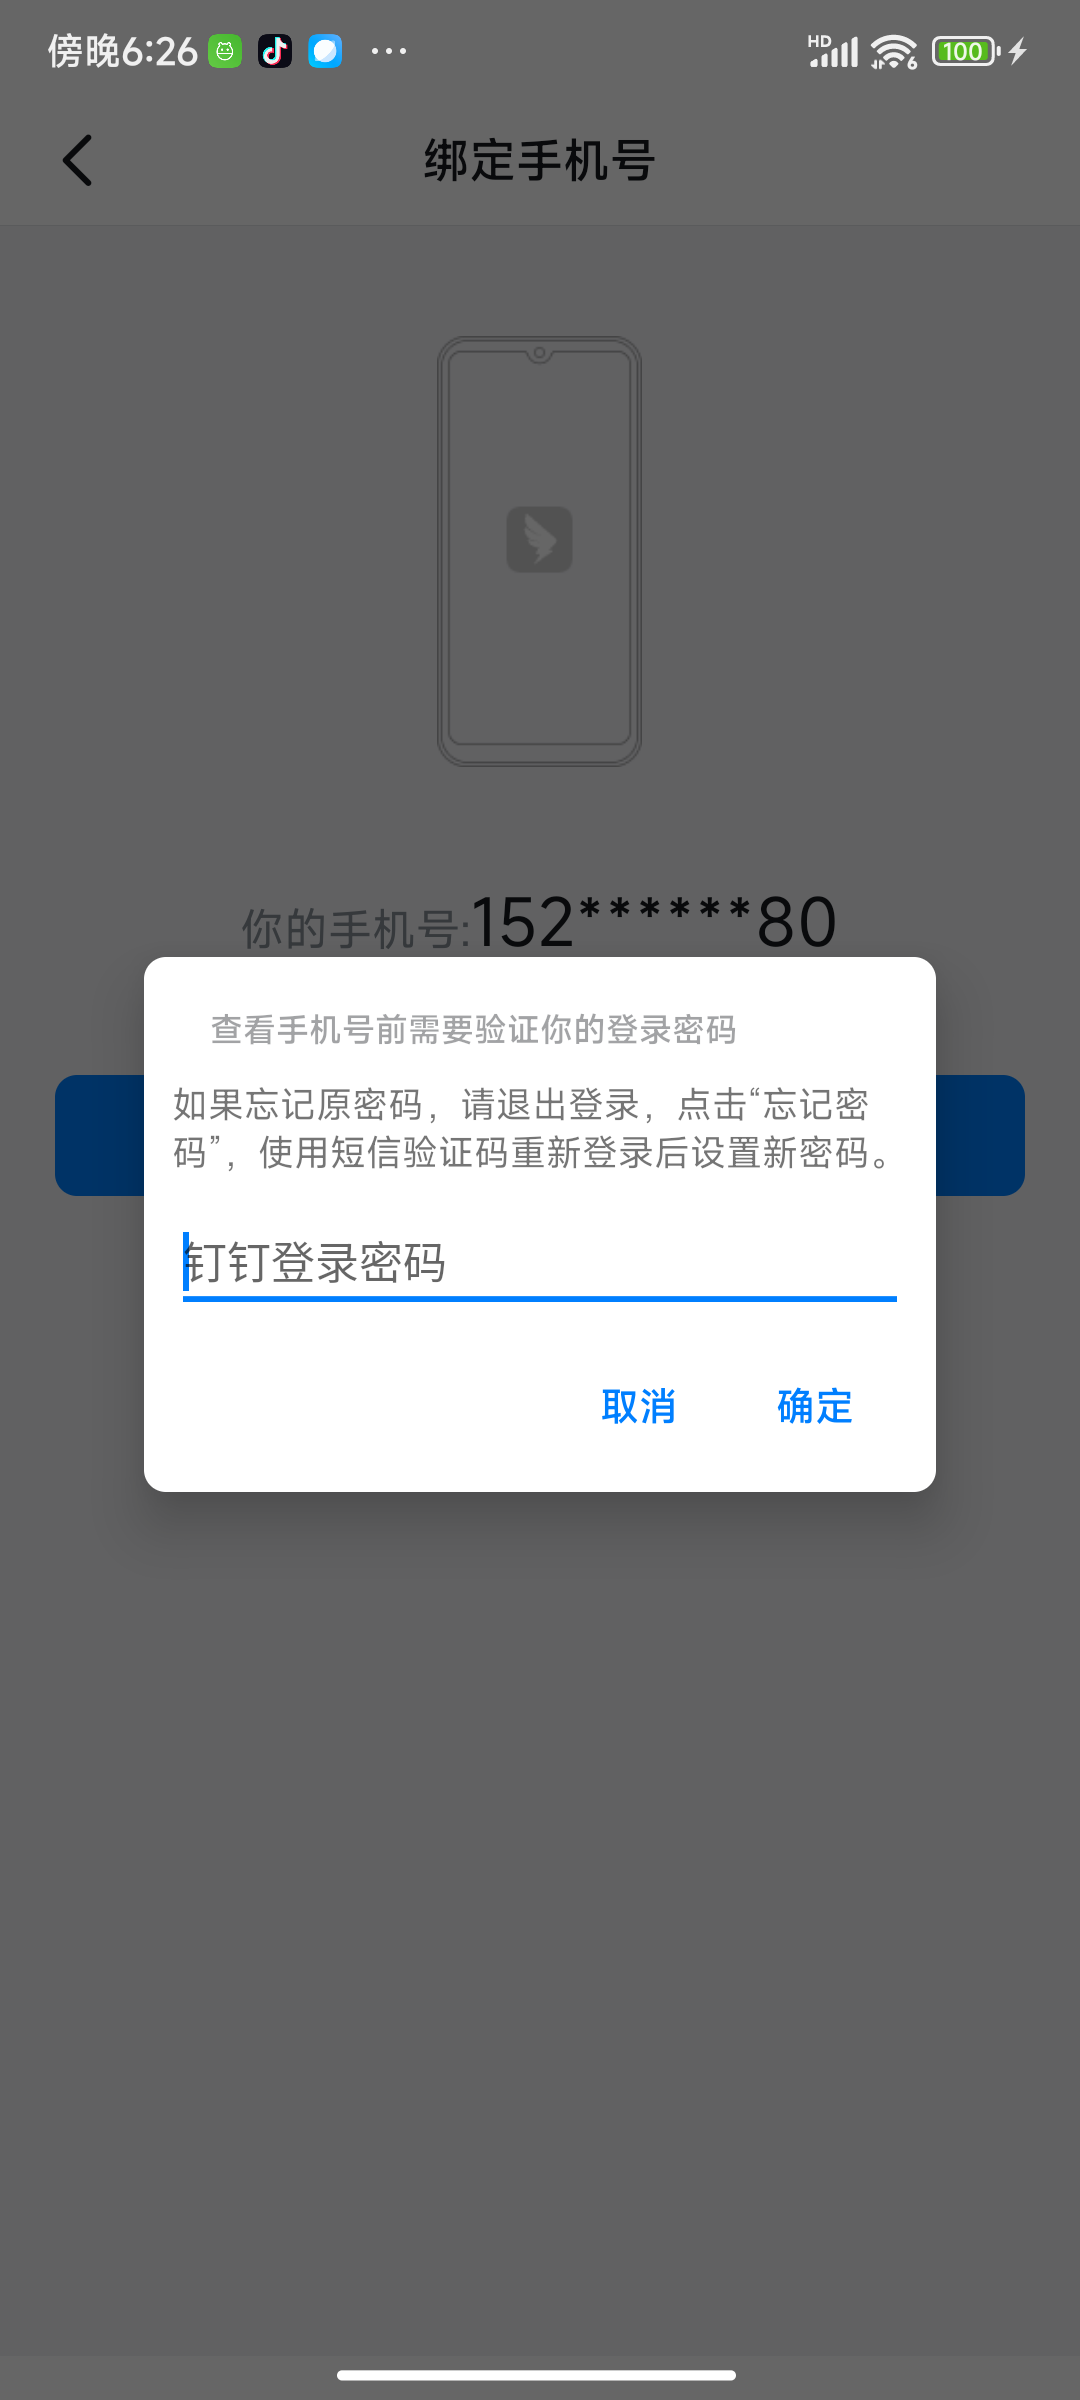 傍晚6:26
HD
6
100
绑定手机号
你的手机号:152******80
查看手机号前需要验证你的登录密码
如果忘记原密码，请退出登录，点击“忘记密
码”，使用短信验证码重新登录后设置新密码。
钉钉登录密码
取消 确定